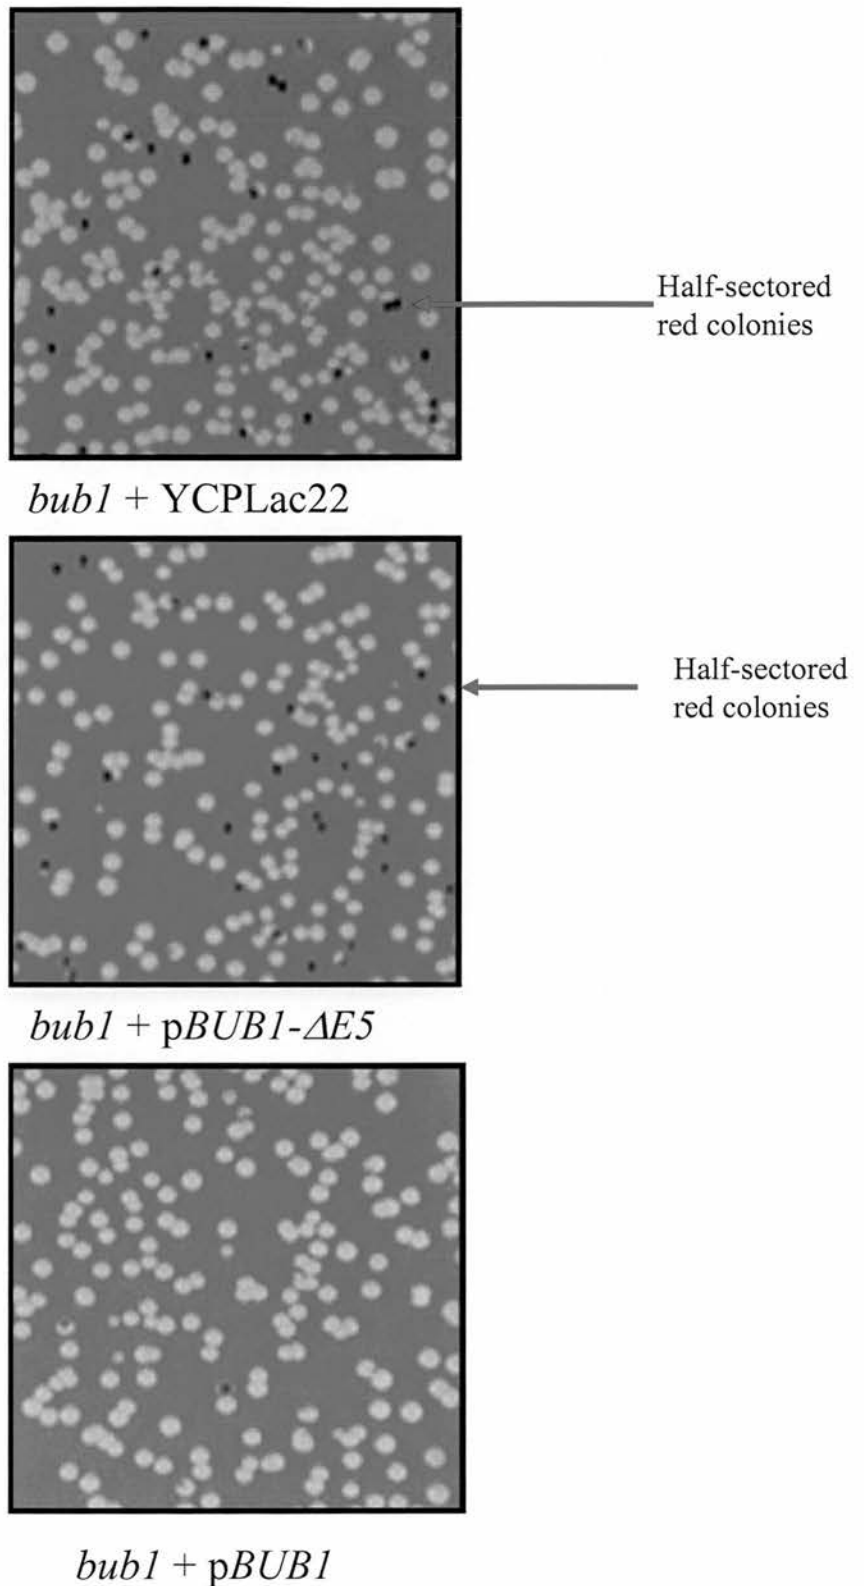 Half-sectored
red colonies
bub1 + YCPLac22
Half-sectored
red colonies
bub1 + pBUB1-ΔE5
bub1 + pBUB1